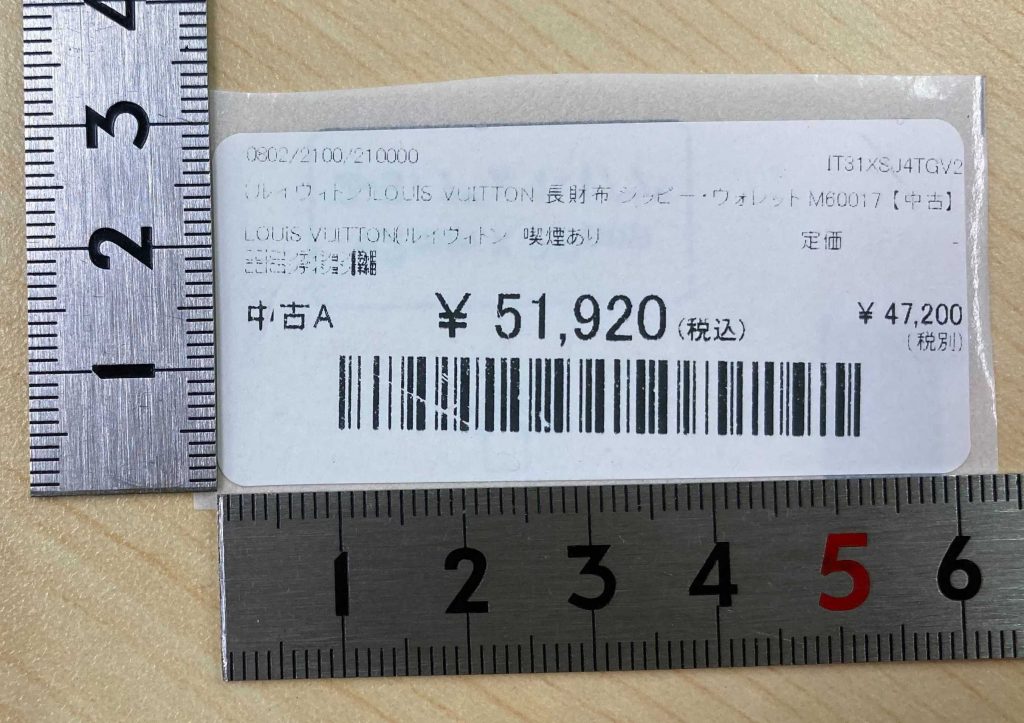 4
3
2
1
0802/2100/210000
IT31XSJ4TGV2
(ルイヴィトン)LOUIS VUITTON 長財布 ジッピー・ウォレット M60017【中古】
LOUIS VUITTON(ルイヴィトン 喫煙あり
定価 -
中古A
¥ 51,920(税込)
¥ 47,200
(税別)
1 2 3 4 5 6